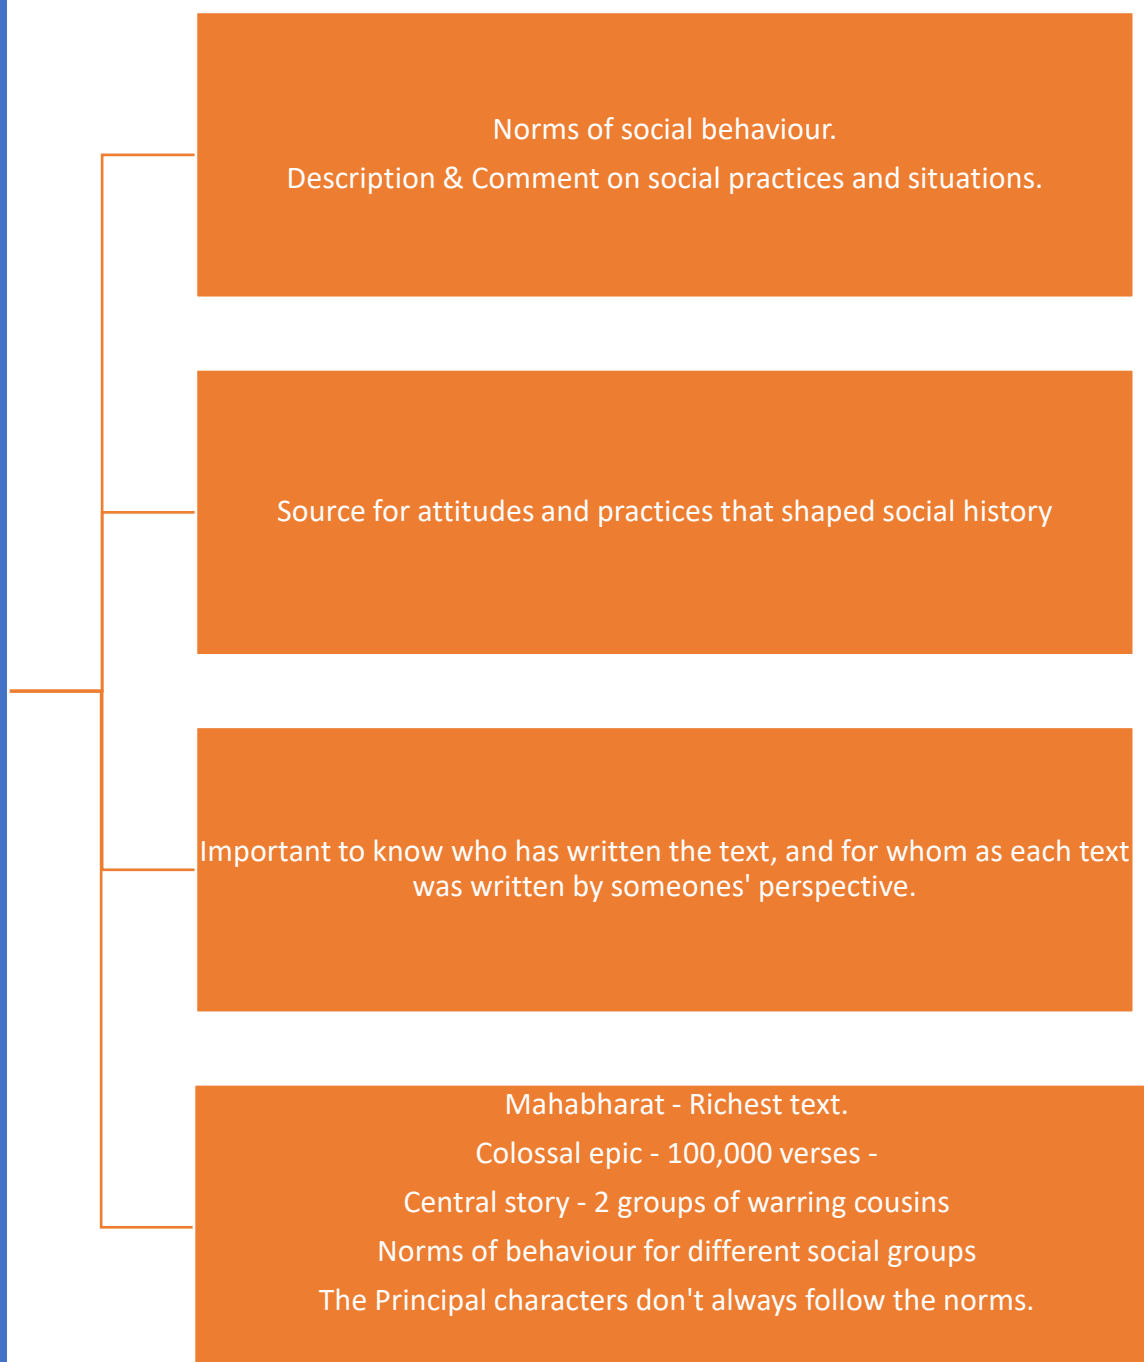 Norms of social behaviour.
Description & Comment on social practices and situations.
Source for attitudes and practices that shaped social history
Important to know who has written the text, and for whom as each text
was written by someones' perspective.
Mahabharat - Richest text.
Colossal epic - 100,000 verses -
Central story - 2 groups of warring cousins
Norms of behaviour for different social groups
The Principal characters don't always follow the norms.